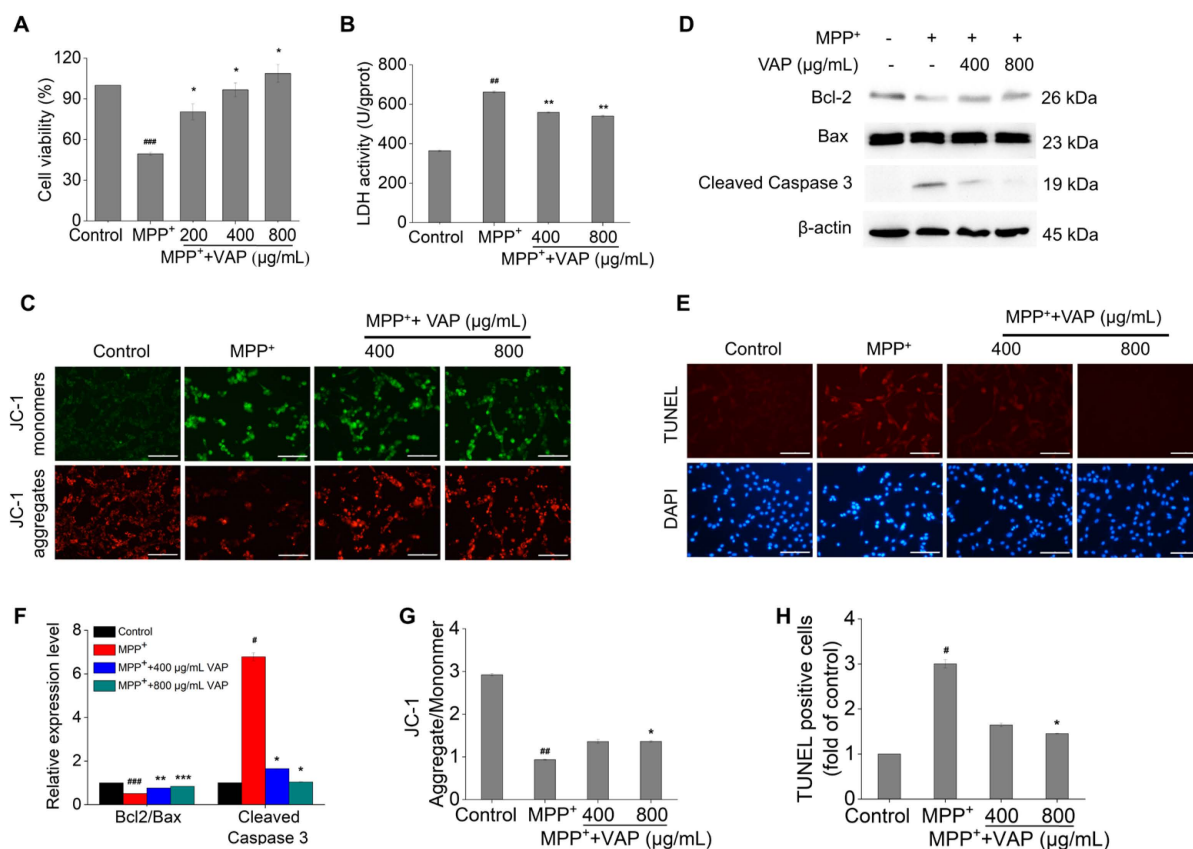 A
Cell viability (%)
120
90
60
30
0
###
*
*
*
Control MPP⁺ 200 400 800
MPP⁺+VAP (µg/mL)
B
LDH activity (U/gprot)
800
600
400
200
0
##
**
**
Control MPP⁺ 400 800
MPP⁺+VAP (µg/mL)
D
MPP⁺ - + + +
VAP (µg/mL) - - 400 800
Bcl-2 26 kDa
Bax 23 kDa
Cleaved Caspase 3 19 kDa
β-actin 45 kDa
C
MPP⁺+ VAP (µg/mL)
Control MPP⁺ 400 800
JC-1
monomers
JC-1
aggregates
E
MPP⁺+VAP (µg/mL)
Control MPP⁺ 400 800
TUNEL
DAPI
F
Relative expression level
8
6
4
2
0
Control
MPP⁺
MPP⁺+400 µg/mL VAP
MPP⁺+800 µg/mL VAP
###
**
***
#
*
*
Bcl2/Bax Cleaved
Caspase 3
G
JC-1
Aggregate/Mononmer
4
3
2
1
0
##
*
Control MPP⁺ 400 800
MPP⁺+VAP (µg/mL)
H
TUNEL positive cells
(fold of control)
4
3
2
1
0
#
*
Control MPP⁺ 400 800
MPP⁺+VAP (µg/mL)